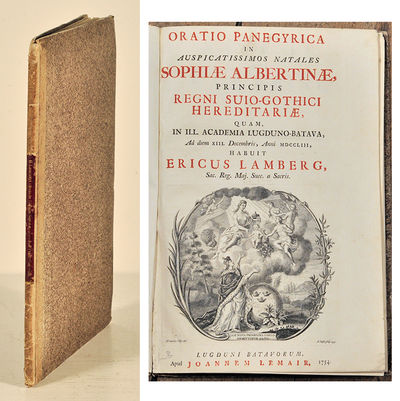 ORATIO PANEGYRICA
IN
AUSPICATISSIMOS NATALES
SOPHIÆ ALBERTINÆ,
PRINCIPIS
REGNI SUIO-GOTHICI
HEREDITARIÆ,
QUAM,
IN ILL. ACADEMIA LUGDUNO-BATAVA,
Ad diem XIII Decembris, Anni MDCCLIII,
HABUIT
ERICUS LAMBERG,
Sac. Reg. Maj. Suec. a Sacris.
LUGDUNI BATAVORUM,
Apud JOANNEM LEMAIR, 1754